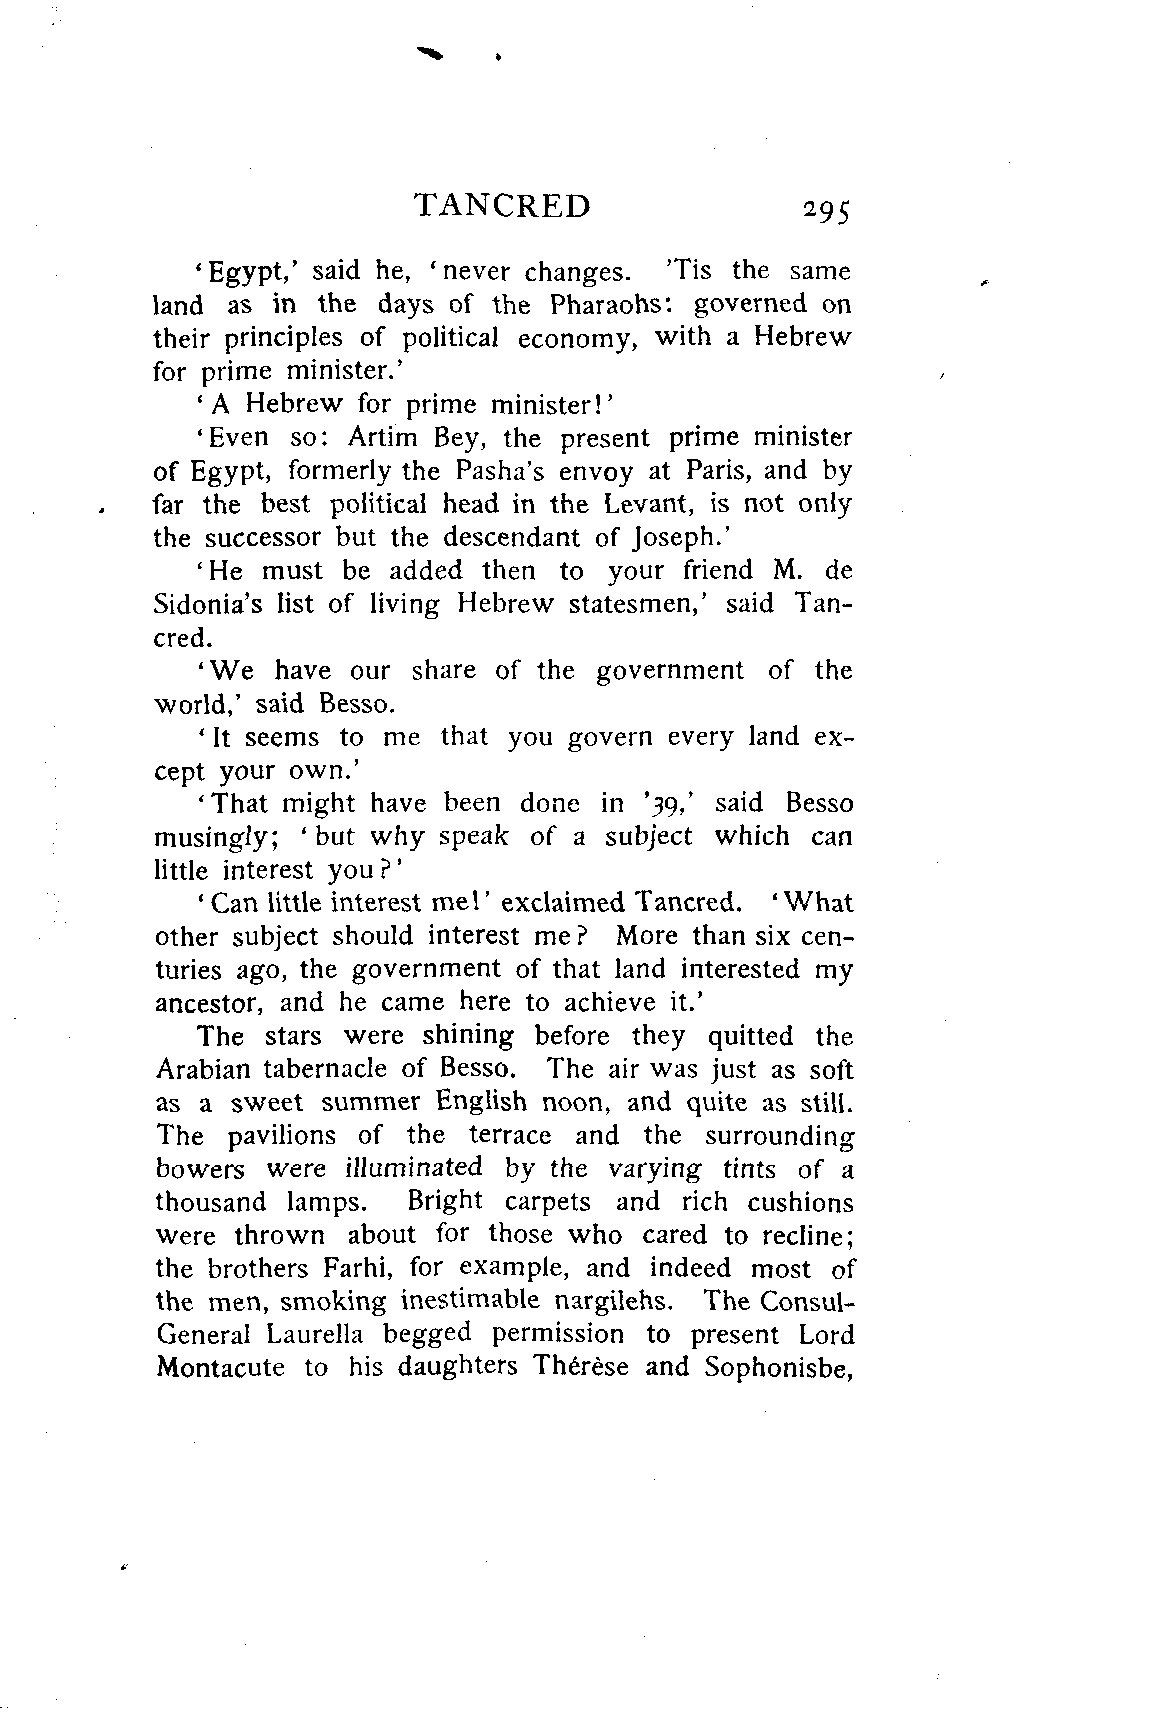 TANCRED 295
‘Egypt,’ said he, ‘never changes. ’Tis the same
land as in the days of the Pharaohs: governed on
their principles of political economy, with a Hebrew
for prime minister.’
‘A Hebrew for prime minister!’
‘Even so: Artim Bey, the present prime minister
of Egypt, formerly the Pasha’s envoy at Paris, and by
far the best political head in the Levant, is not only
the successor but the descendant of Joseph.’
‘He must be added then to your friend M. de
Sidonia’s list of living Hebrew statesmen,’ said Tan-
cred.
‘We have our share of the government of the
world,’ said Besso.
‘It seems to me that you govern every land ex-
cept your own.’
‘That might have been done in ’39,’ said Besso
musingly; ‘but why speak of a subject which can
little interest you?’
‘Can little interest me!’ exclaimed Tancred. ‘What
other subject should interest me? More than six cen-
turies ago, the government of that land interested my
ancestor, and he came here to achieve it.’
The stars were shining before they quitted the
Arabian tabernacle of Besso. The air was just as soft
as a sweet summer English noon, and quite as still.
The pavilions of the terrace and the surrounding
bowers were illuminated by the varying tints of a
thousand lamps. Bright carpets and rich cushions
were thrown about for those who cared to recline;
the brothers Farhi, for example, and indeed most of
the men, smoking inestimable nargilehs. The Consul-
General Laurella begged permission to present Lord
Montacute to his daughters Thérèse and Sophonisbe,